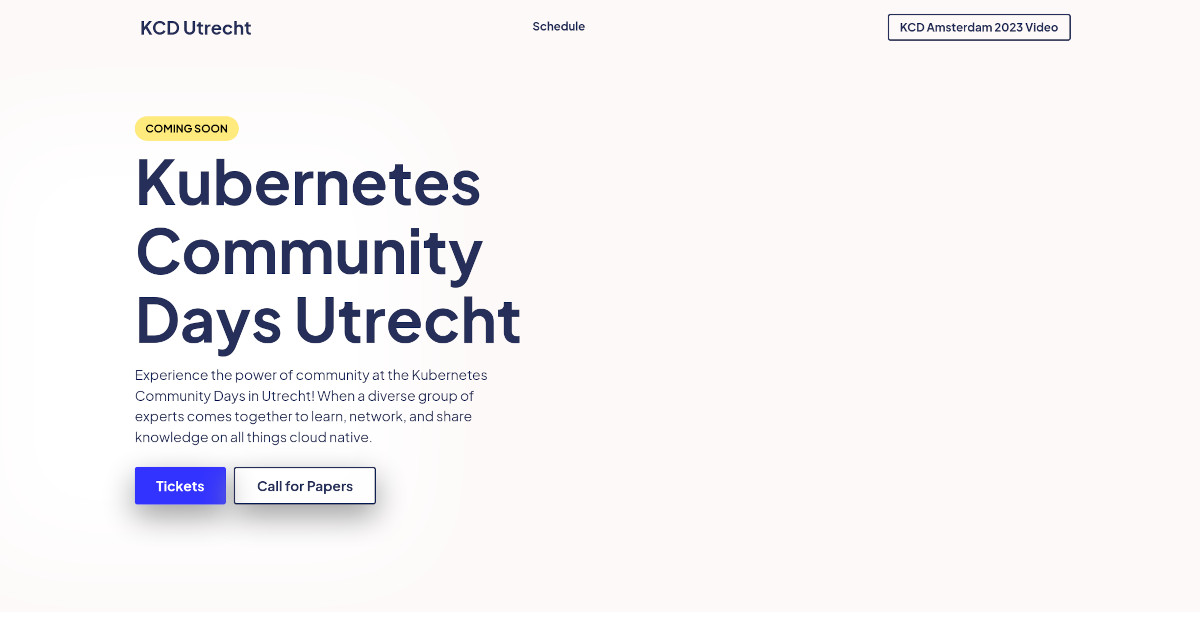 KCD Utrecht
Schedule
KCD Amsterdam 2023 Video
COMING SOON
Kubernetes
Community
Days Utrecht
Experience the power of community at the Kubernetes
Community Days in Utrecht! When a diverse group of
experts comes together to learn, network, and share
knowledge on all things cloud native.
Tickets
Call for Papers